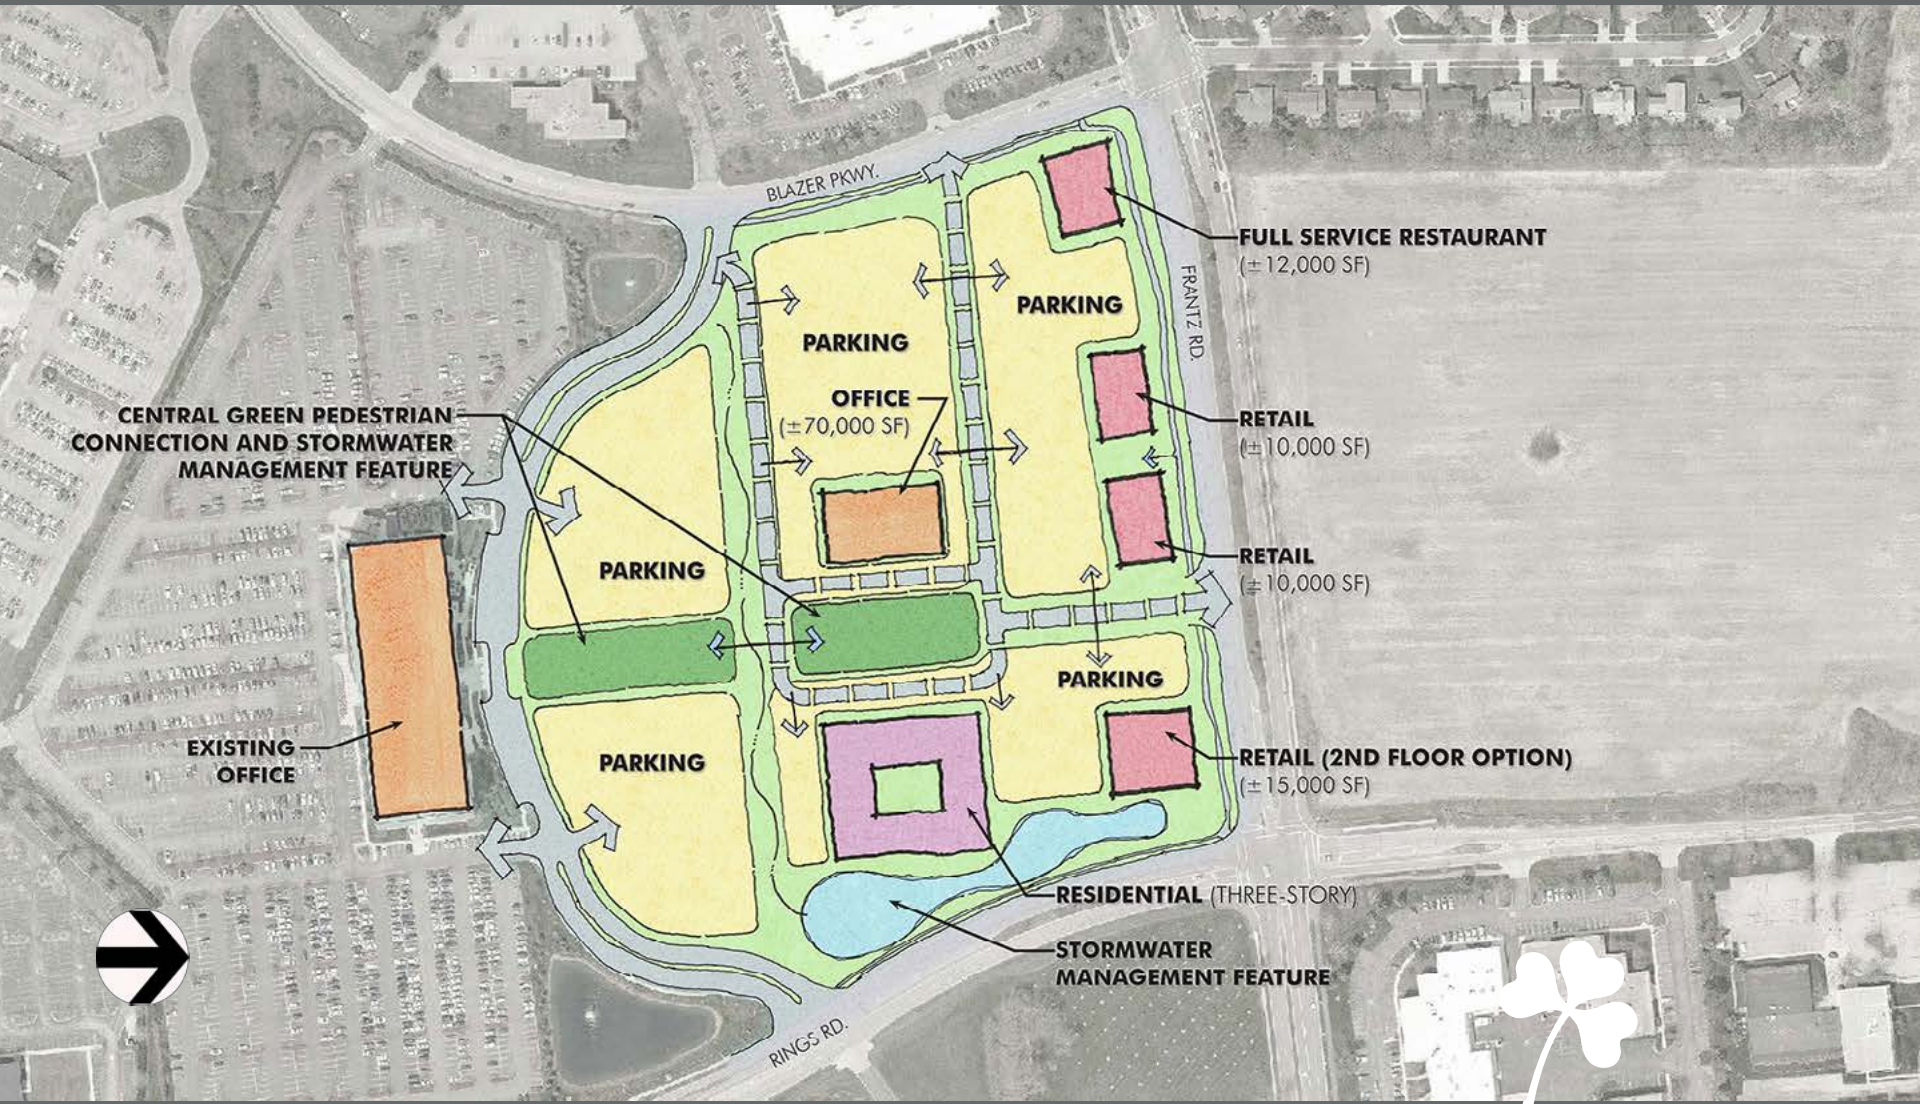 BLAZER PKWY.
FULL SERVICE RESTAURANT
(±12,000 SF)
FRANTZ RD.
PARKING
PARKING
OFFICE
(±70,000 SF)
CENTRAL GREEN PEDESTRIAN
CONNECTION AND STORMWATER
MANAGEMENT FEATURE
RETAIL
(±10,000 SF)
RETAIL
(±10,000 SF)
PARKING
PARKING
EXISTING
OFFICE
PARKING
RETAIL (2ND FLOOR OPTION)
(±15,000 SF)
RESIDENTIAL (THREE-STORY)
STORMWATER
MANAGEMENT FEATURE
RINGS RD.